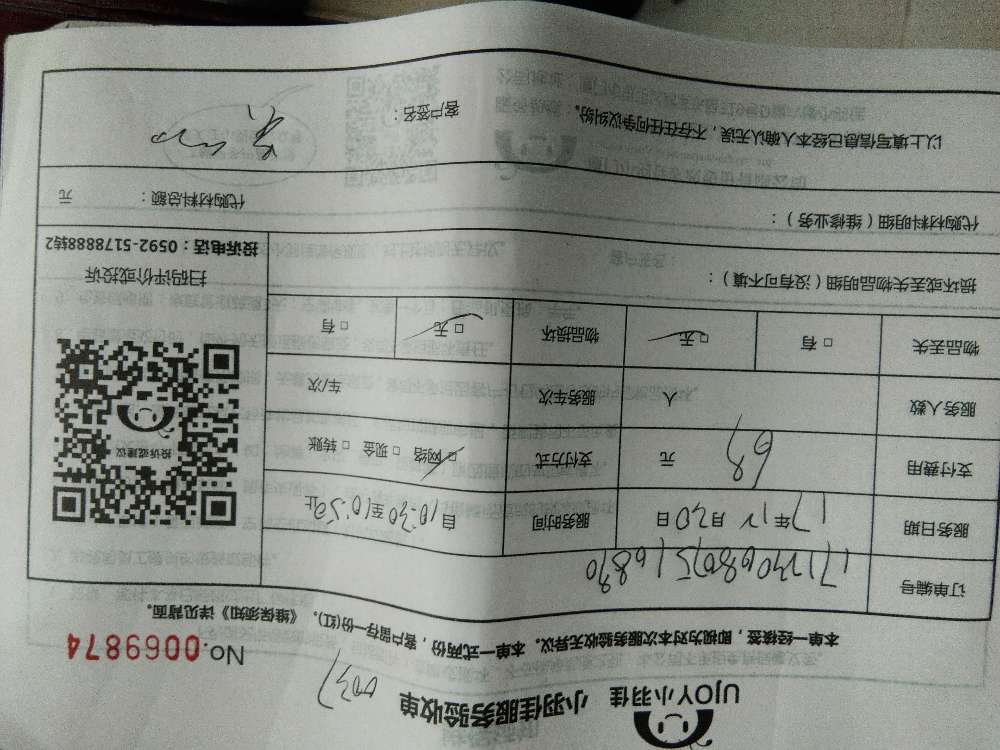 UJOY小羽佳 小羽佳服务验收单 0037
No. 0069874
本单一经核签，即视为对本次服务验收无异议。本单一式两份，客户留存一份(红)。《维保须知》详见背面。
订单编号
服务日期 17年12月20日 服务时间 自10:30至10:50止
支付费用 68元 支付方式 □网络 □现金 □转账
服务人数 人 服务车次 车/次
物品丢失 □有 □无 物品损坏 □无 □有
投诉或建议
扫码评价或投诉
投诉电话：0592-5178888转2
损坏或丢失物品明细（没有可不填）：
代购材料明细（维修业务）：
代购材料总额： 元
以上填写信息已经本人确认无误，不存在任何争议纠纷。 客户签名：